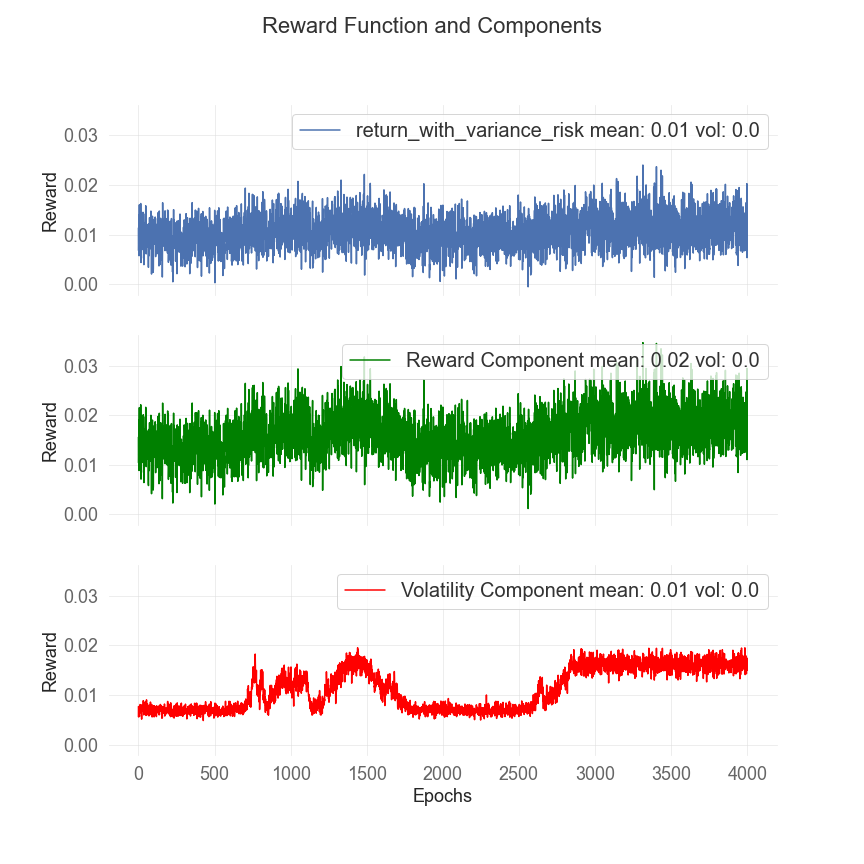 Reward Function and Components
return_with_variance_risk mean: 0.01 vol: 0.0
0.03
0.02
0.01
0.00
Reward
Reward Component mean: 0.02 vol: 0.0
0.03
0.02
0.01
0.00
Reward
Volatility Component mean: 0.01 vol: 0.0
0.03
0.02
0.01
0.00
Reward
0 500 1000 1500 2000 2500 3000 3500 4000
Epochs